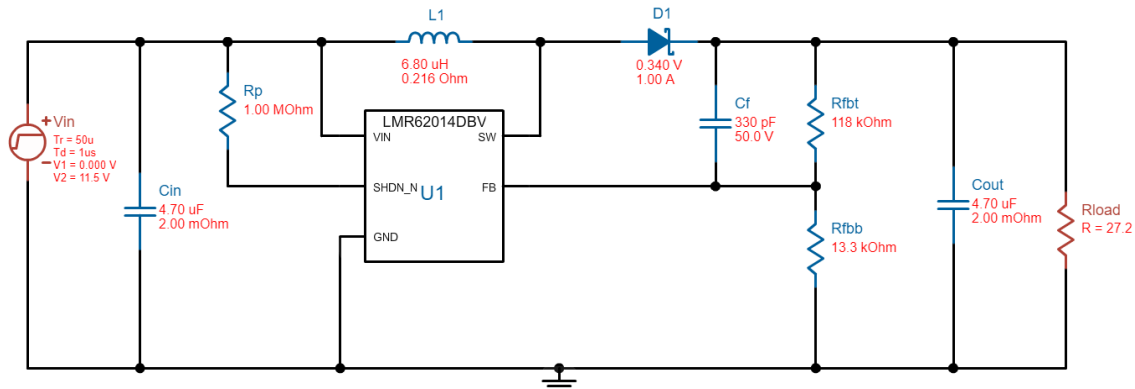 L1
6.80 uH
0.216 Ohm
D1
0.340 V
1.00 A
Rp
1.00 MOhm
LMR62014DBV
VIN
SW
SHDN_N
U1
FB
GND
Cf
330 pF
50.0 V
Rfbt
118 kOhm
+
Vin
Tr = 50u
Td = 1us
V1 = 0.000 V
V2 = 11.5 V
Cin
4.70 uF
2.00 mOhm
Rfbb
13.3 kOhm
Cout
4.70 uF
2.00 mOhm
Rload
R = 27.2